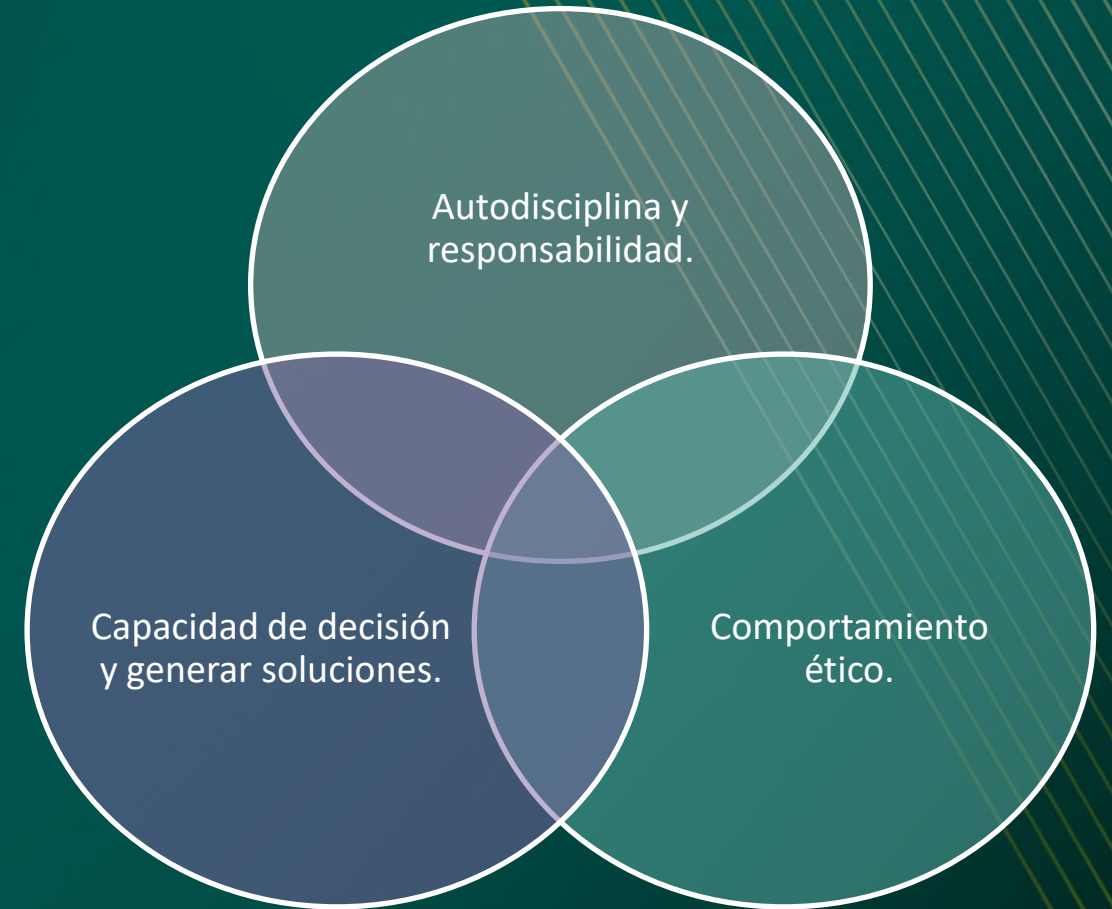 Autodisciplina y
responsabilidad.
Capacidad de decisión
y generar soluciones.
Comportamiento
ético.